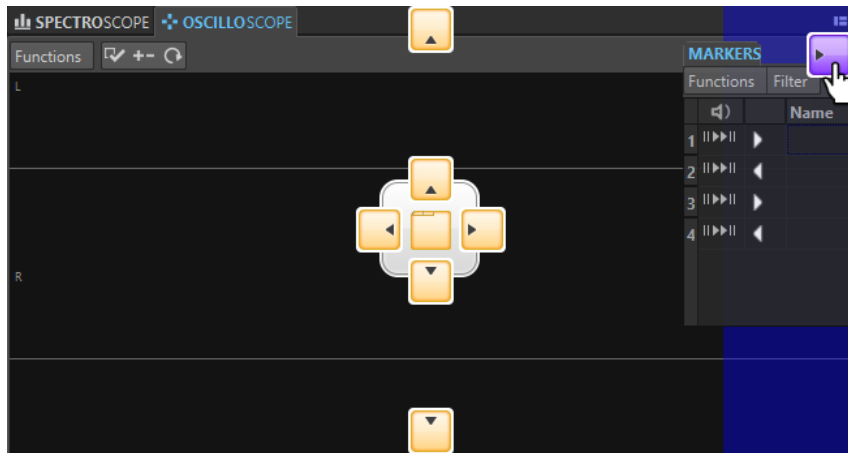 SPECTROSCOPE OSCILLOSCOPE
Functions
MARKERS
L
Functions Filter
Name
1
2
3
4
R